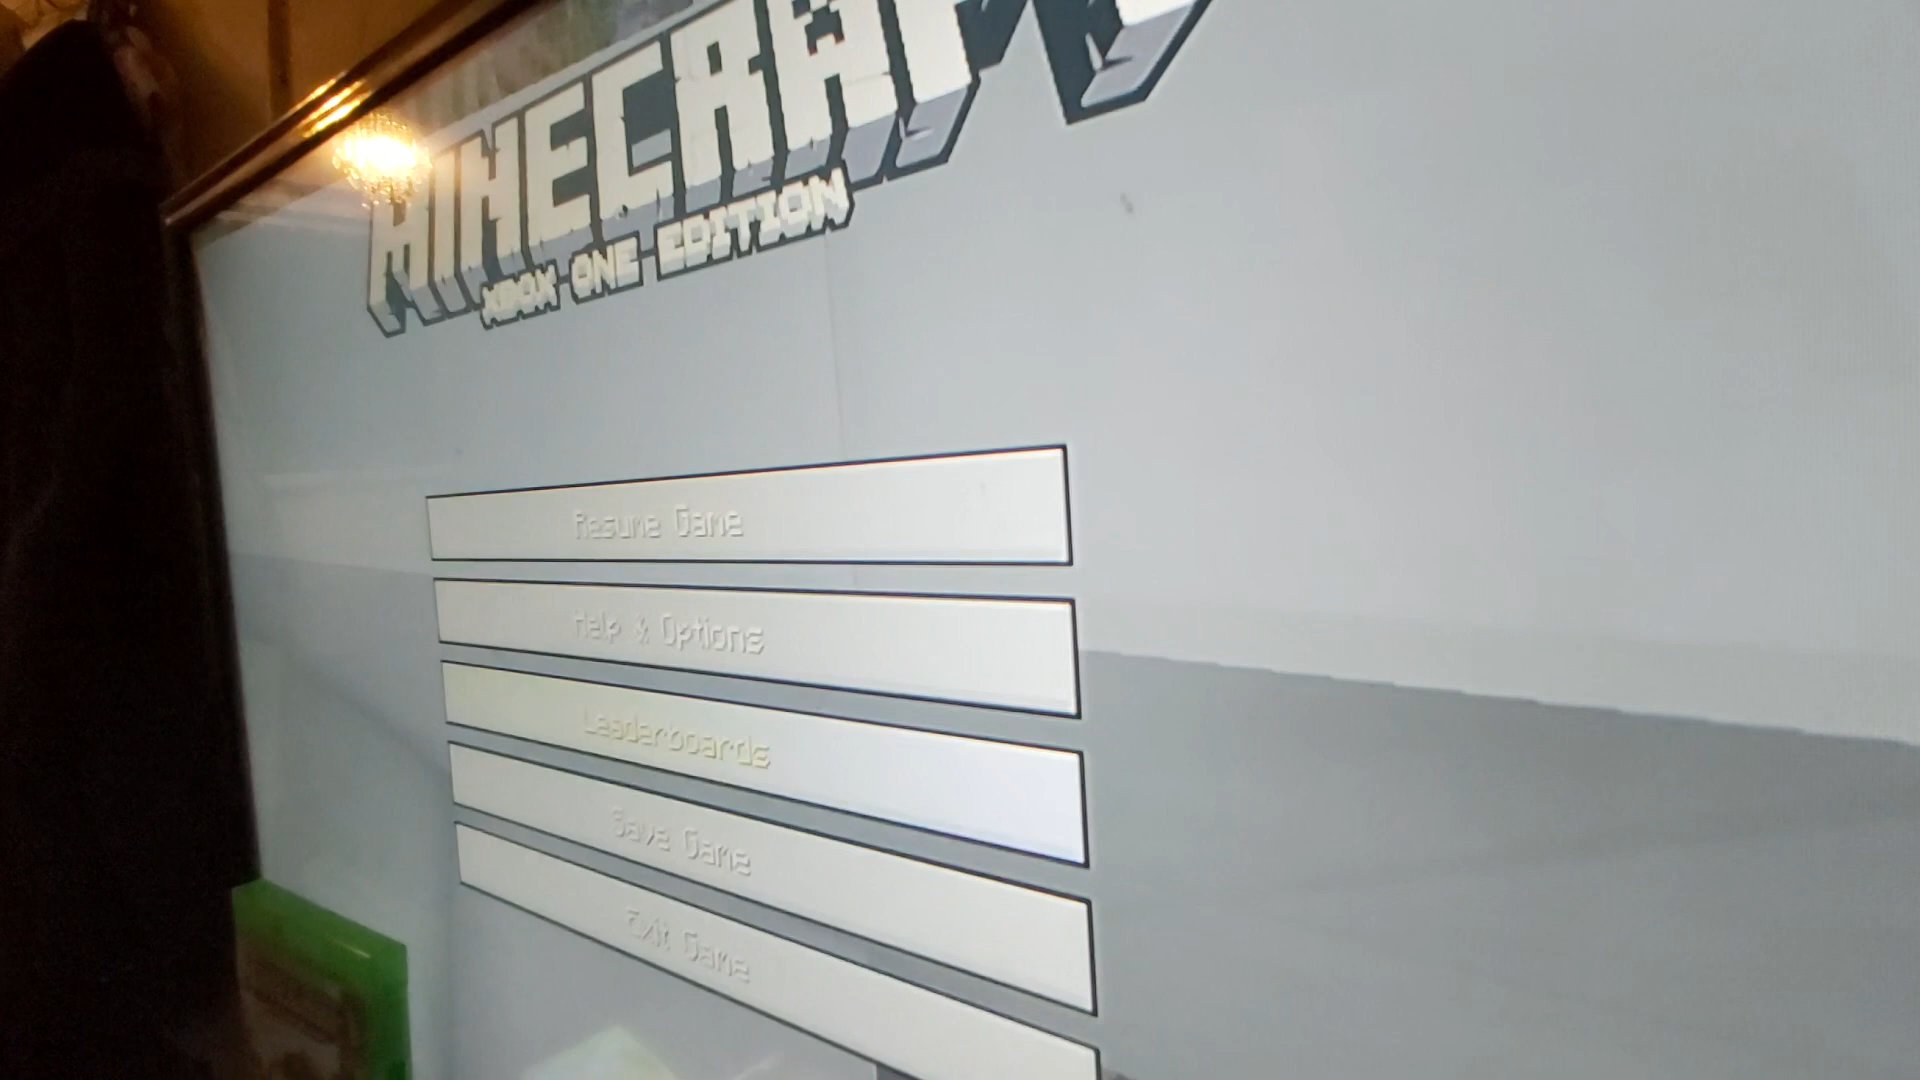 MINECRAFT
XBOX ONE EDITION
Resume Game
Help & Options
Leaderboards
Save Game
Exit Game